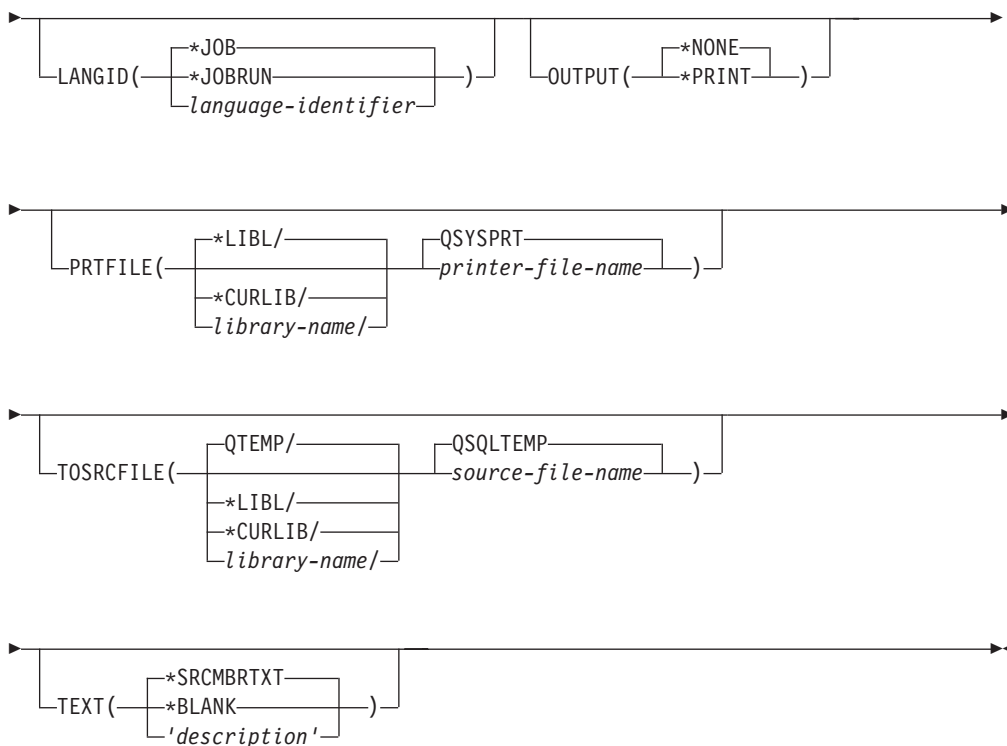 *JOB *NONE
LANGID( *JOBRUN ) OUTPUT( *PRINT )
language-identifier
*LIBL/ QSYSPRT
PRTFILE( printer-file-name )
*CURLIB/
library-name/
QTEMP/ QSQLTEMP
TOSRCFILE( source-file-name )
*LIBL/
*CURLIB/
library-name/
*SRCMBRTXT
TEXT( *BLANK )
'description'